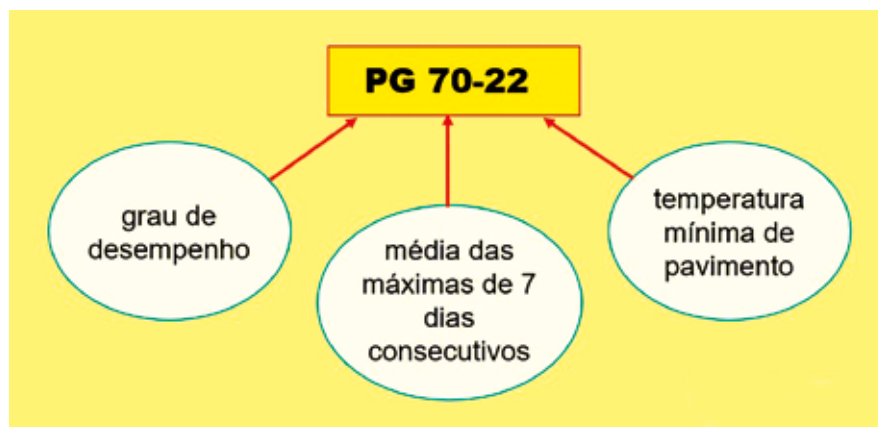 PG 70-22
grau de
desempenho
média das
máximas de 7
dias
consecutivos
temperatura
mínima de
pavimento